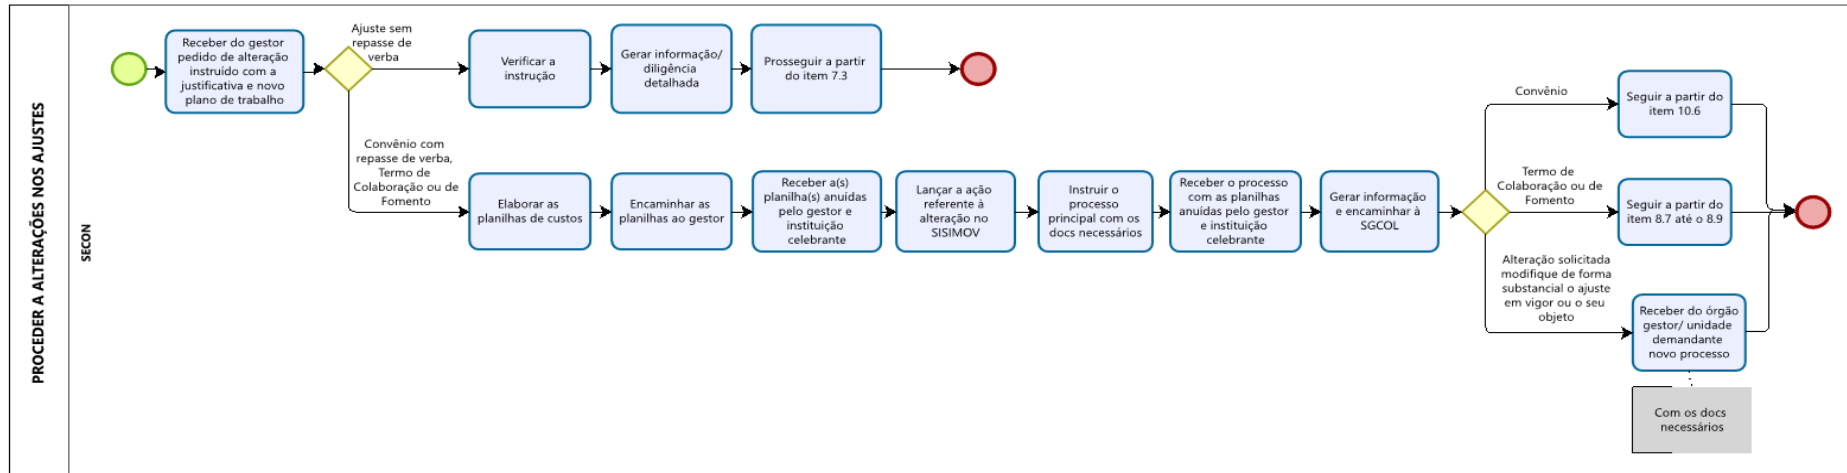 PROCEDER A ALTERAÇÕES NOS AJUSTES
SECON
Receber do gestor
pedido de alteração
instruído com a
justificativa e novo
plano de trabalho
Ajuste sem
repasse de
verba
Verificar a
instrução
Gerar informação/
diligência
detalhada
Prosseguir a partir
do item 7.3
Convênio com
repasse de verba,
Termo de
Colaboração ou de
Fomento
Elaborar as
planilhas de custos
Encaminhar as
planilhas ao gestor
Receber a(s)
planilha(s) anuídas
pelo gestor e
instituição
celebrante
Lançar a ação
referente à
alteração no
SISIMOV
Instruir o
processo
principal com os
docs necessários
Receber o processo
com as planilhas
anuídas pelo gestor
e instituição
celebrante
Gerar informação
e encaminhar à
SGCOL
Convênio
Seguir a partir do
item 10.6
Termo de
Colaboração ou de
Fomento
Seguir a partir do
item 8.7 até o 8.9
Alteração solicitada
modifique de forma
substancial o ajuste
em vigor ou o seu
objeto
Receber do órgão
gestor/ unidade
demandante
novo processo
Com os docs
necessários